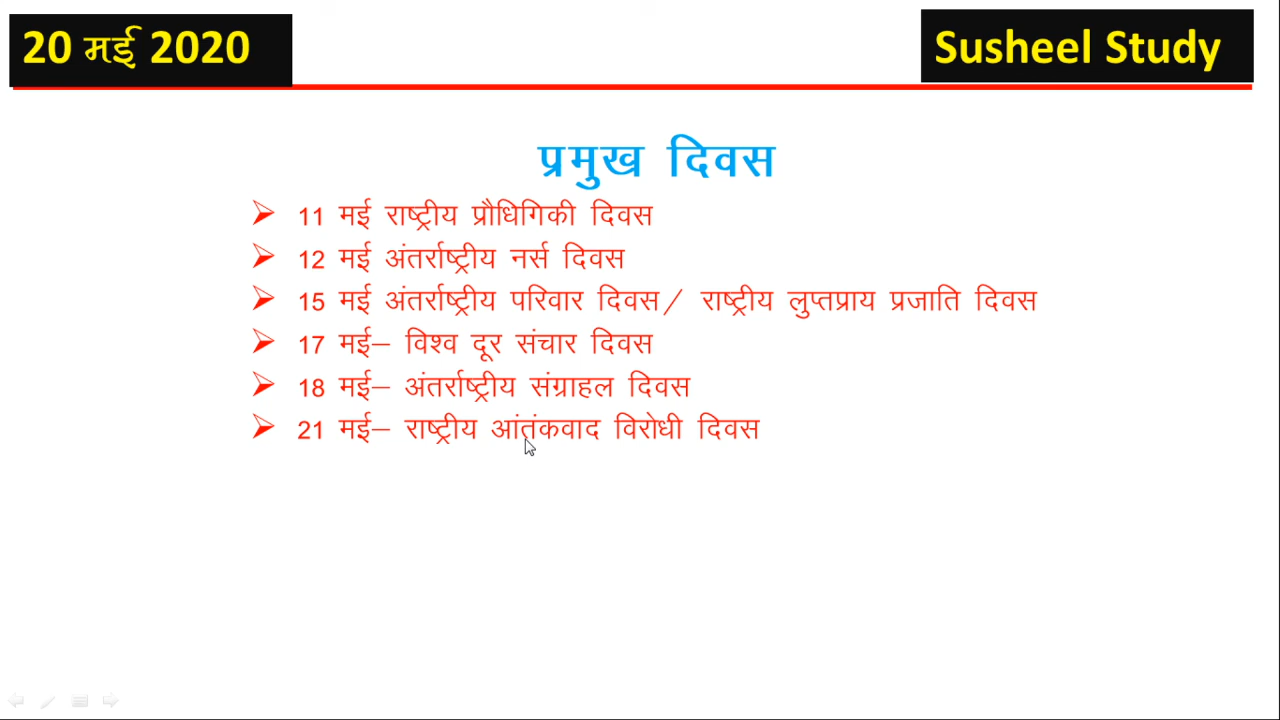 20 मई 2020
Susheel Study
प्रमुख दिवस
➢ 11 मई राष्ट्रीय प्रौधिगिकी दिवस
➢ 12 मई अंतर्राष्ट्रीय नर्स दिवस
➢ 15 मई अंतर्राष्ट्रीय परिवार दिवस/ राष्ट्रीय लुप्तप्राय प्रजाति दिवस
➢ 17 मई– विश्व दूर संचार दिवस
➢ 18 मई– अंतर्राष्ट्रीय संग्राहल दिवस
➢ 21 मई– राष्ट्रीय आंतंकवाद विरोधी दिवस